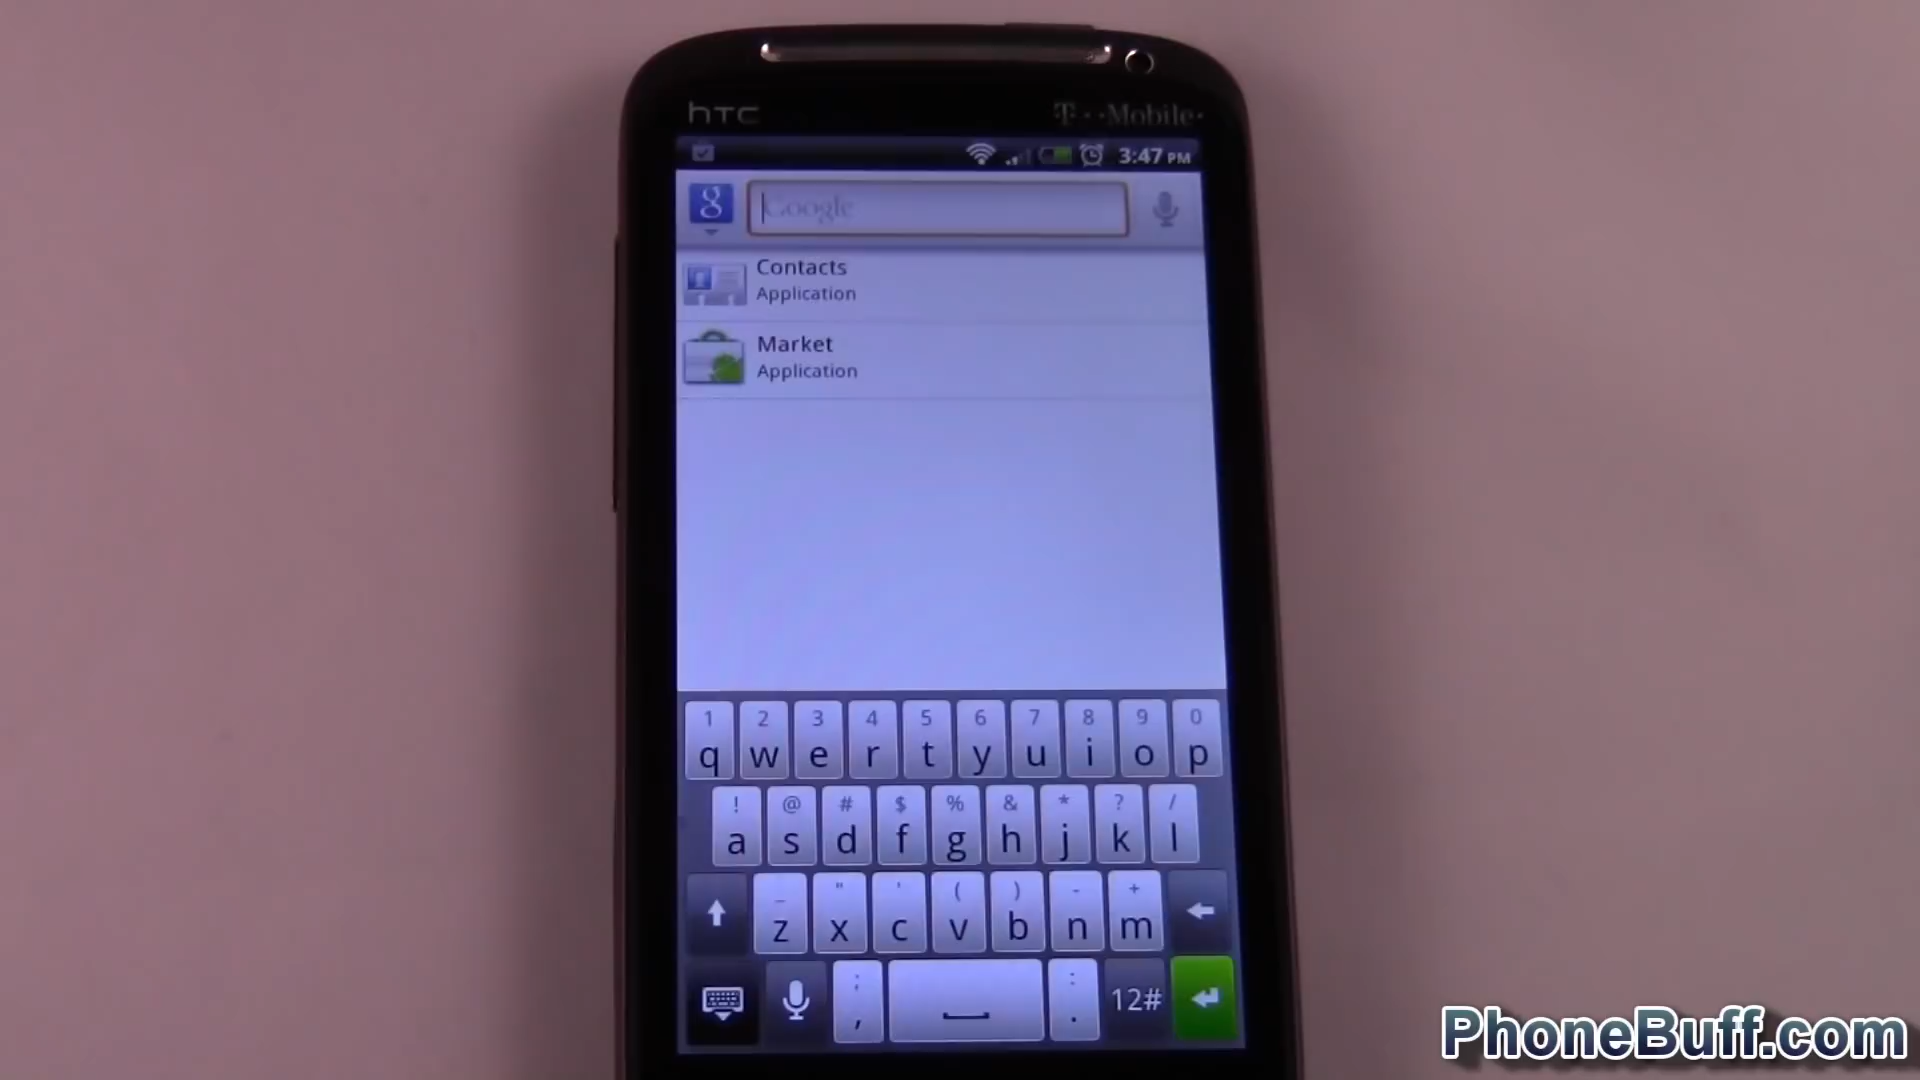 hTC T··Mobile·
3:47 PM
g Google
Contacts
Application
Market
Application
1 2 3 4 5 6 7 8 9 0
q w e r t y u i o p
! @ # $ % & * ? /
a s d f g h j k l
_ " ' ( ) - +
z x c v b n m
; :
, . 12#
PhoneBuff.com